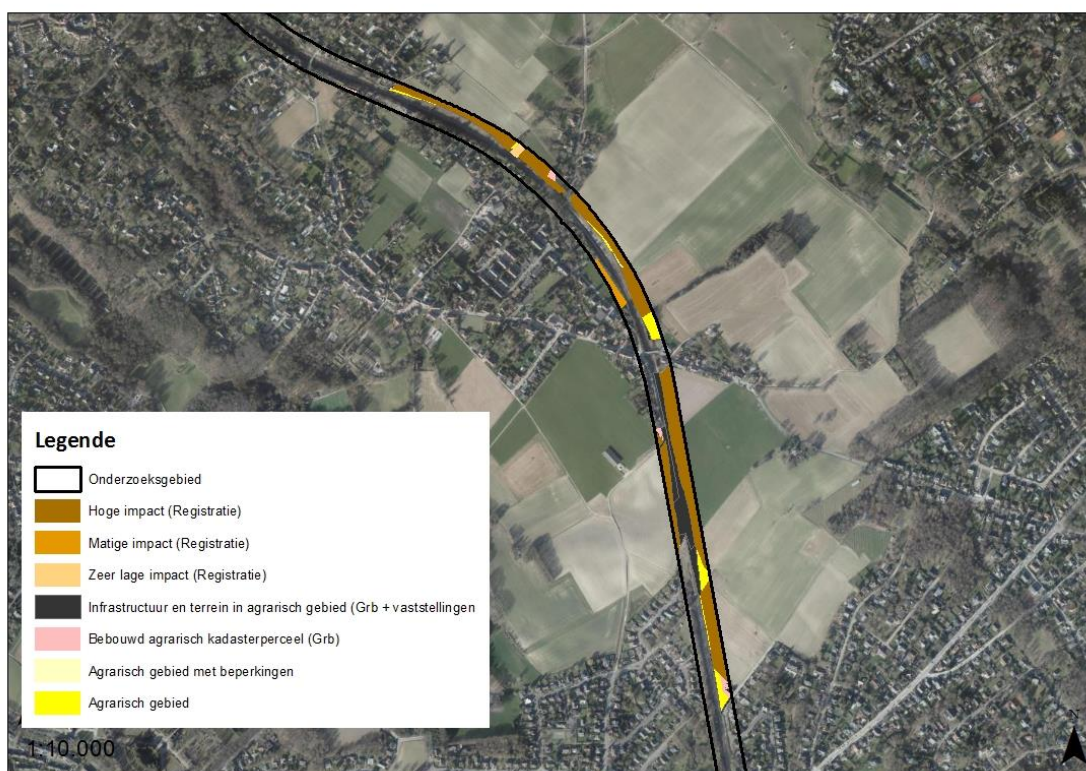 Legende
Onderzoeksgebied
Hoge impact (Registratie)
Matige impact (Registratie)
Zeer lage impact (Registratie)
Infrastructuur en terrein in agrarisch gebied (Grb + vaststellingen
Bebouwd agrarisch kadasterperceel (Grb)
Agrarisch gebied met beperkingen
Agrarisch gebied
1:10.000